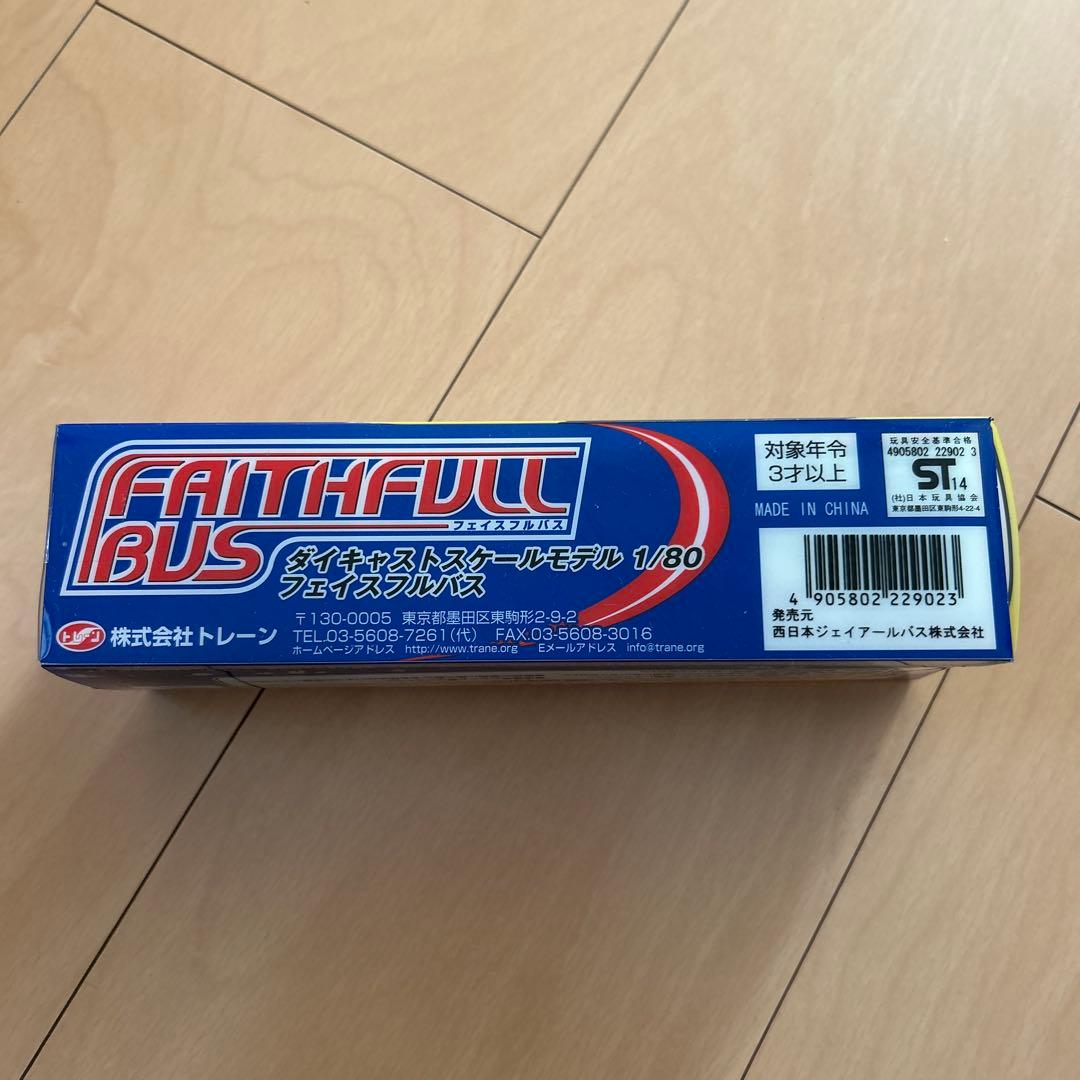 FAITHFULL
BUS
フェイスフルバス
ダイキャストスケールモデル 1/80
フェイスフルバス
トレーン 株式会社トレーン
〒130-0005 東京都墨田区東駒形2-9-2
TEL.03-5608-7261(代) FAX.03-5608-3016
ホームページアドレス http://www.trane.org Eメールアドレス info@trane.org
対象年令
3才以上
MADE IN CHINA
玩具安全基準合格
4905802 22902 3
ST 14
(社)日本玩具協会
東京都墨田区東駒形4-22-4
4 905802 229023
発売元
西日本ジェイアールバス株式会社